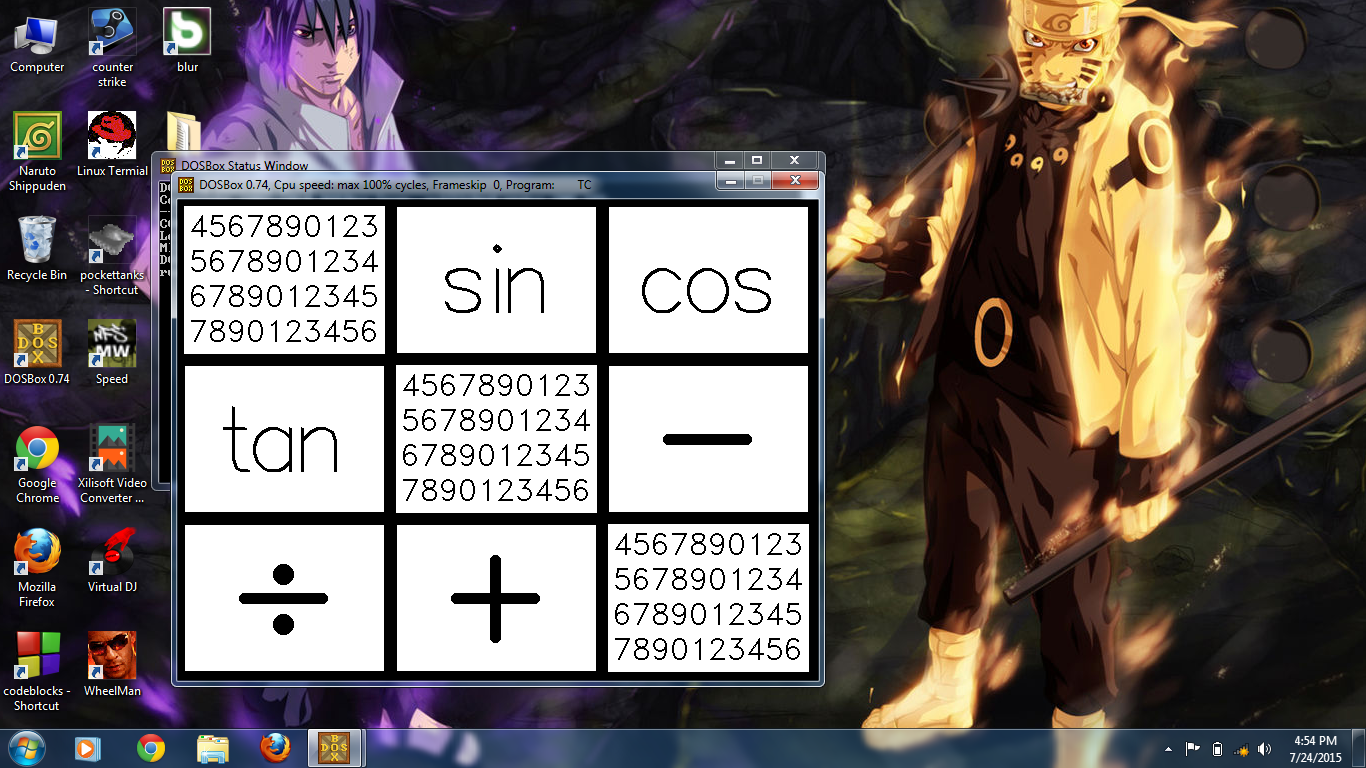 Computer
counter
strike
blur
Naruto
Shippuden
Linux Termial
Recycle Bin
pockettanks
- Shortcut
DOSBox 0.74
Speed
Google
Chrome
Xilisoft Video
Converter ...
Mozilla
Firefox
Virtual DJ
codeblocks -
Shortcut
WheelMan
DOSBox Status Window
DOSBox 0.74, Cpu speed: max 100% cycles, Frameskip 0, Program: TC
4567890123
5678901234
6789012345
7890123456
sin
cos
tan
4567890123
5678901234
6789012345
7890123456
−
÷
+
4567890123
5678901234
6789012345
7890123456
4:54 PM
7/24/2015